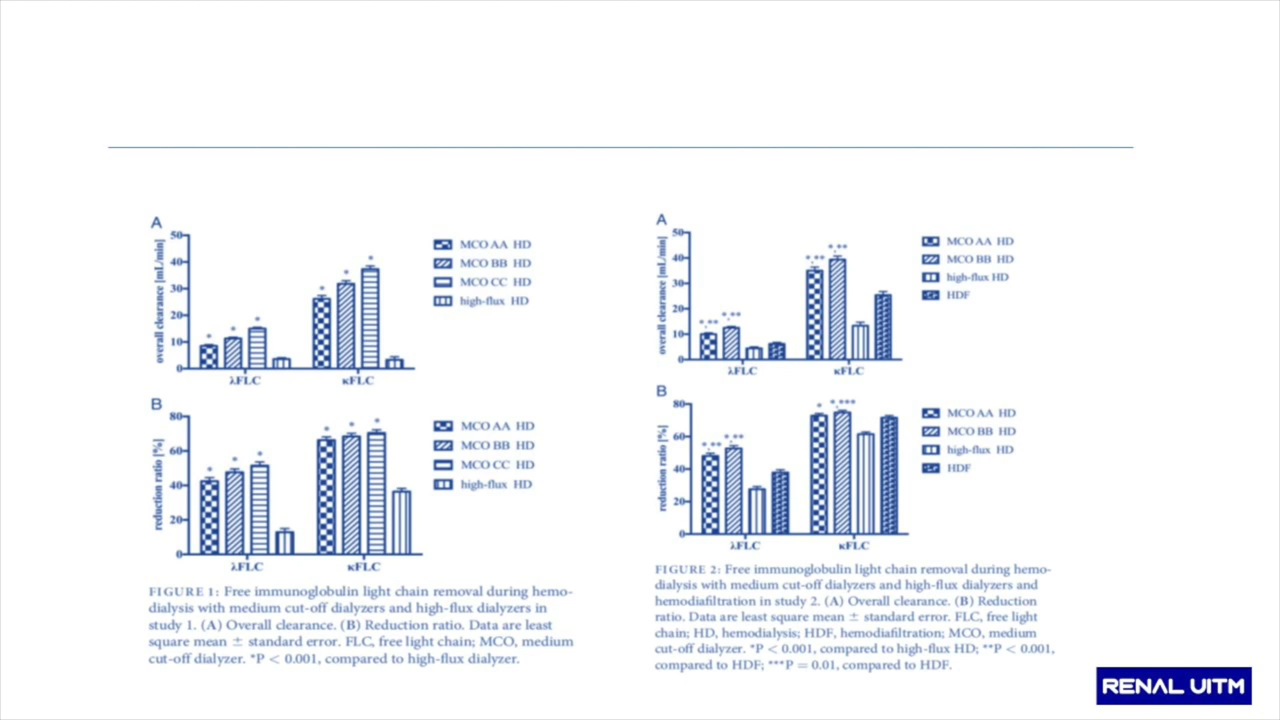 A
overall clearance [mL/min]
50
40
30
20
10
0
* * * * * *
λFLC κFLC
MCO AA HD
MCO BB HD
MCO CC HD
high-flux HD
B
reduction ratio [%]
80
60
40
20
0
* * * * * *
λFLC κFLC
MCO AA HD
MCO BB HD
MCO CC HD
high-flux HD
FIGURE 1: Free immunoglobulin light chain removal during hemo-
dialysis with medium cut-off dialyzers and high-flux dialyzers in
study 1. (A) Overall clearance. (B) Reduction ratio. Data are least
square mean ± standard error. FLC, free light chain; MCO, medium
cut-off dialyzer. *P < 0.001, compared to high-flux dialyzer.
A
overall clearance [mL/min]
50
40
30
20
10
0
*,** *,** *,** *,**
λFLC κFLC
MCO AA HD
MCO BB HD
high-flux HD
HDF
B
reduction ratio [%]
80
60
40
20
0
*,** *,** * *,***
λFLC κFLC
MCO AA HD
MCO BB HD
high-flux HD
HDF
FIGURE 2: Free immunoglobulin light chain removal during hemo-
dialysis with medium cut-off dialyzers and high-flux dialyzers and
hemodiafiltration in study 2. (A) Overall clearance. (B) Reduction
ratio. Data are least square mean ± standard error. FLC, free light
chain; HD, hemodialysis; HDF, hemodiafiltration; MCO, medium
cut-off dialyzer. *P < 0.001, compared to high-flux HD; **P < 0.001,
compared to HDF; ***P = 0.01, compared to HDF.
RENAL UITM